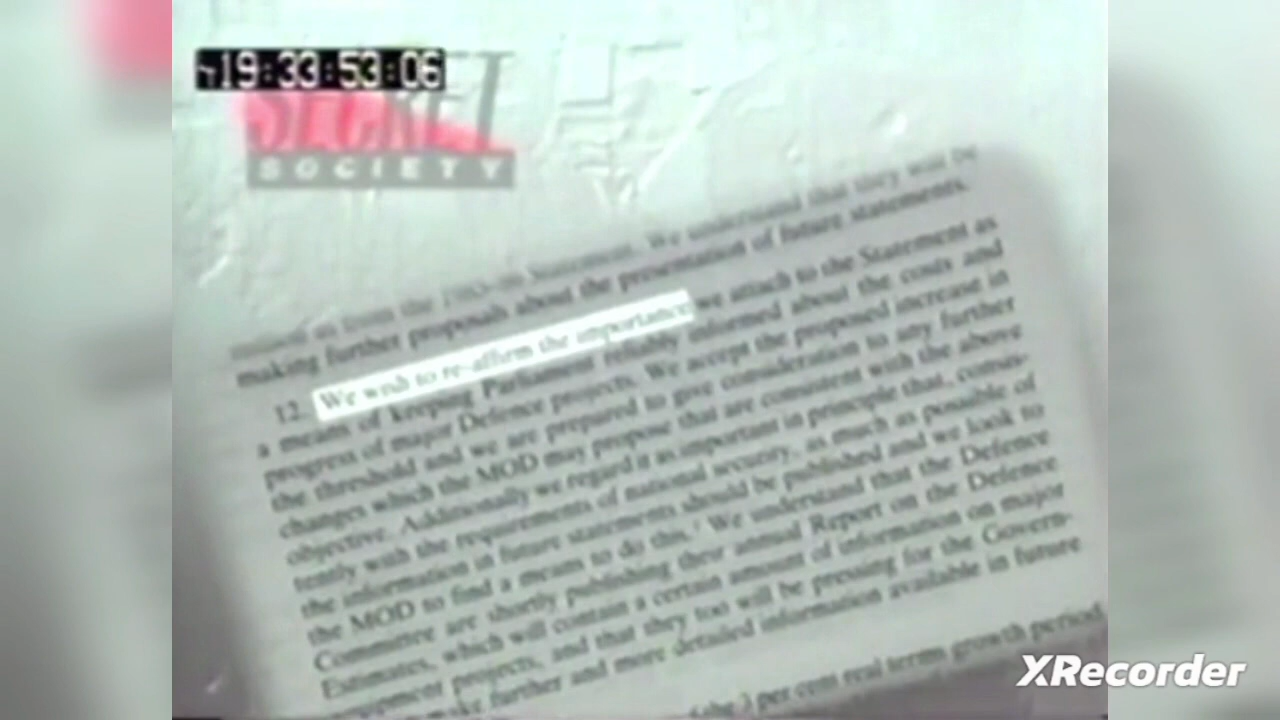 19:33:53:06
SECRET
SOCIETY
from the 1985-86 Statement. We understand that they will be
making further proposals about the presentation of future statements.
12. We wish to re-affirm the importance we attach to the Statement as
a means of keeping Parliament reliably informed about the costs and
progress of major Defence projects. We accept the proposed increase in
the threshold and we are prepared to give consideration to any further
changes which the MOD may propose that are consistent with the above
objective. Additionally we regard it as important in principle that, consis-
tently with the requirements of national security, as much as possible of
the information in future statements should be published and we look to
the MOD to find a means to do this. We understand that the Defence
Committee are shortly publishing their annual Report on the Defence
Estimates, which will contain a certain amount of information on major
equipment projects, and that they too will be pressing for the Govern-
make further and more detailed information available in future
3 per cent real terms growth period
XRecorder